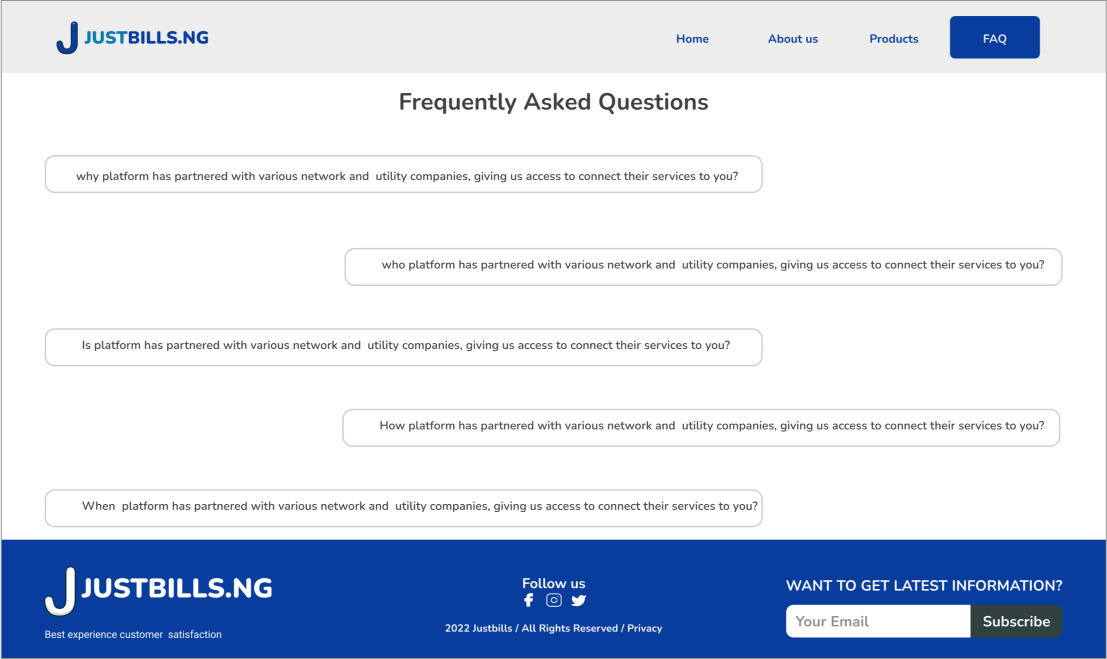 JUSTBILLS.NG
Home About us Products FAQ
Frequently Asked Questions
why platform has partnered with various network and utility companies, giving us access to connect their services to you?
who platform has partnered with various network and utility companies, giving us access to connect their services to you?
Is platform has partnered with various network and utility companies, giving us access to connect their services to you?
How platform has partnered with various network and utility companies, giving us access to connect their services to you?
When platform has partnered with various network and utility companies, giving us access to connect their services to you?
JUSTBILLS.NG
Best experience customer satisfaction
Follow us
2022 Justbills / All Rights Reserved / Privacy
WANT TO GET LATEST INFORMATION?
Your Email Subscribe